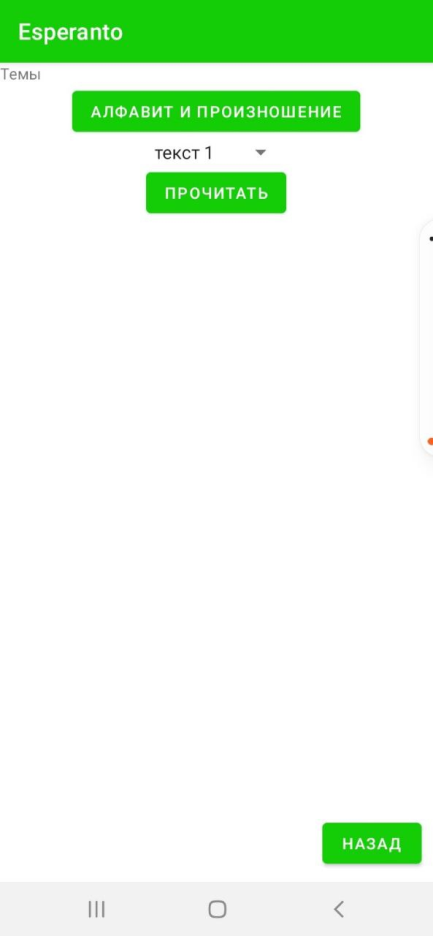 Esperanto
Темы
АЛФАВИТ И ПРОИЗНОШЕНИЕ
текст 1
ПРОЧИТАТЬ
НАЗАД